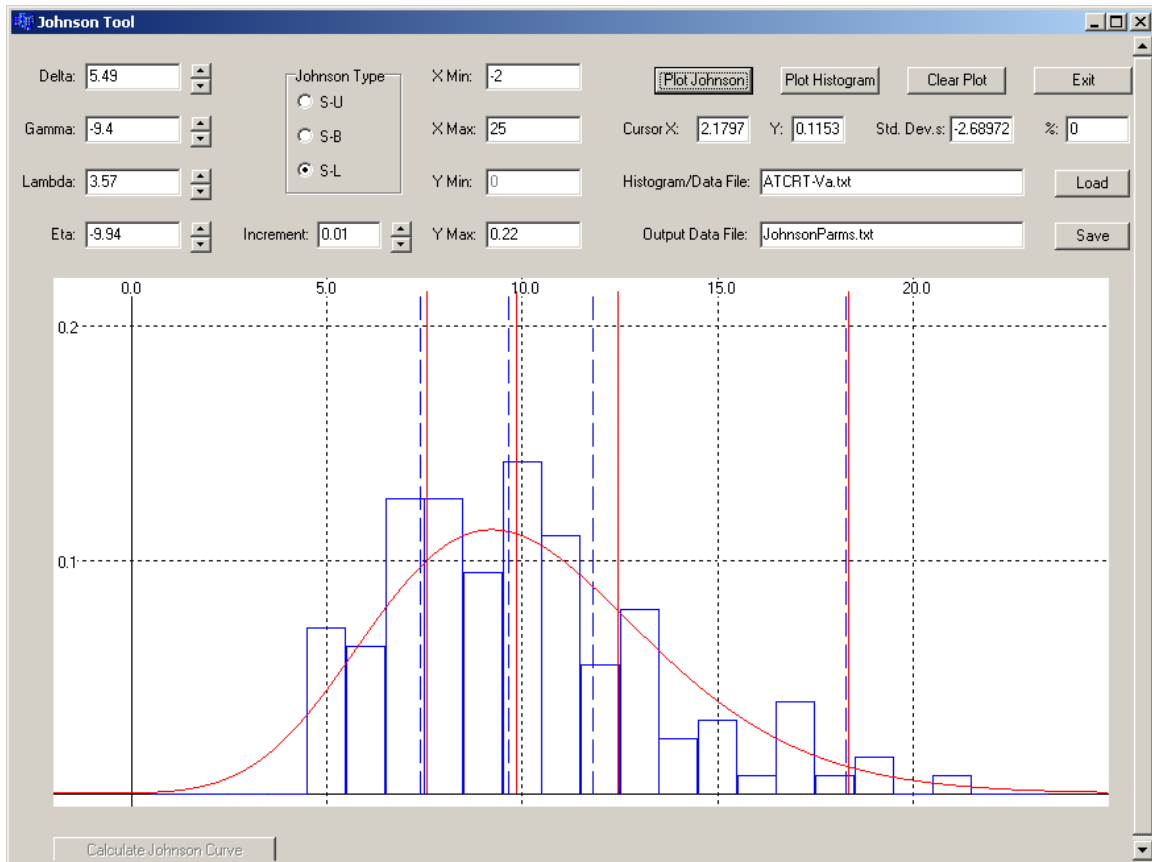 Johnson Tool
Delta: 5.49
Johnson Type
X Min: -2
Plot Johnson
Plot Histogram
Clear Plot
Exit
S-U
Gamma: -9.4
S-B
X Max: 25
Cursor X: 2.1797
Y: 0.1153
Std. Dev.s: -2.68972
%: 0
Lambda: 3.57
S-L
Y Min: 0
Histogram/Data File: ATCRT-Va.txt
Load
Eta: -9.94
Increment: 0.01
Y Max: 0.22
Output Data File: JohnsonParms.txt
Save
0.0
5.0
10.0
15.0
20.0
0.2
0.1
Calculate Johnson Curve